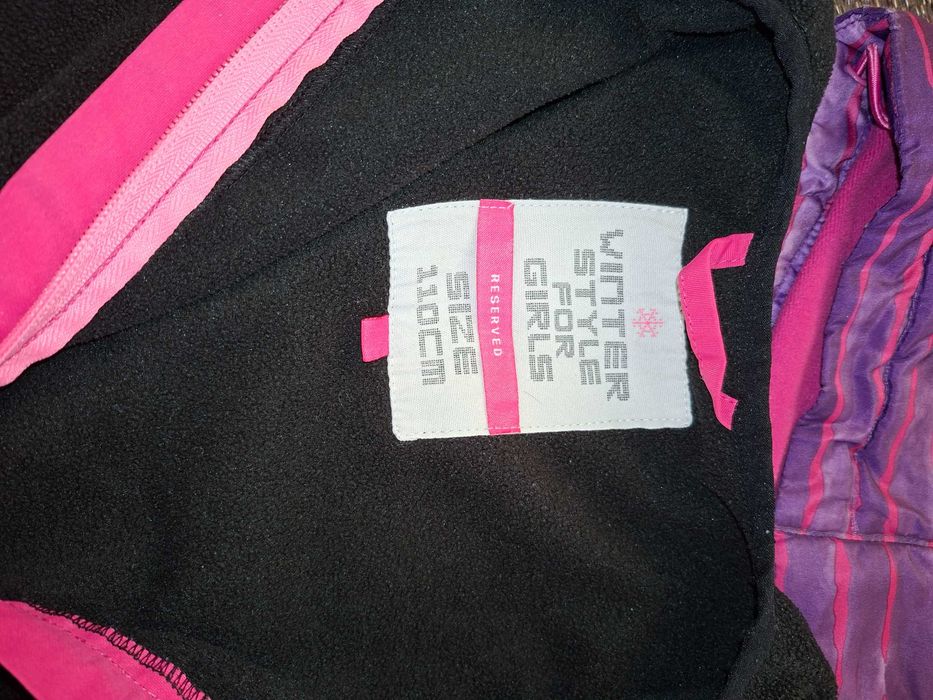 WINTER
STYLE
FOR
GIRLS
RESERVED
SIZE
110cm